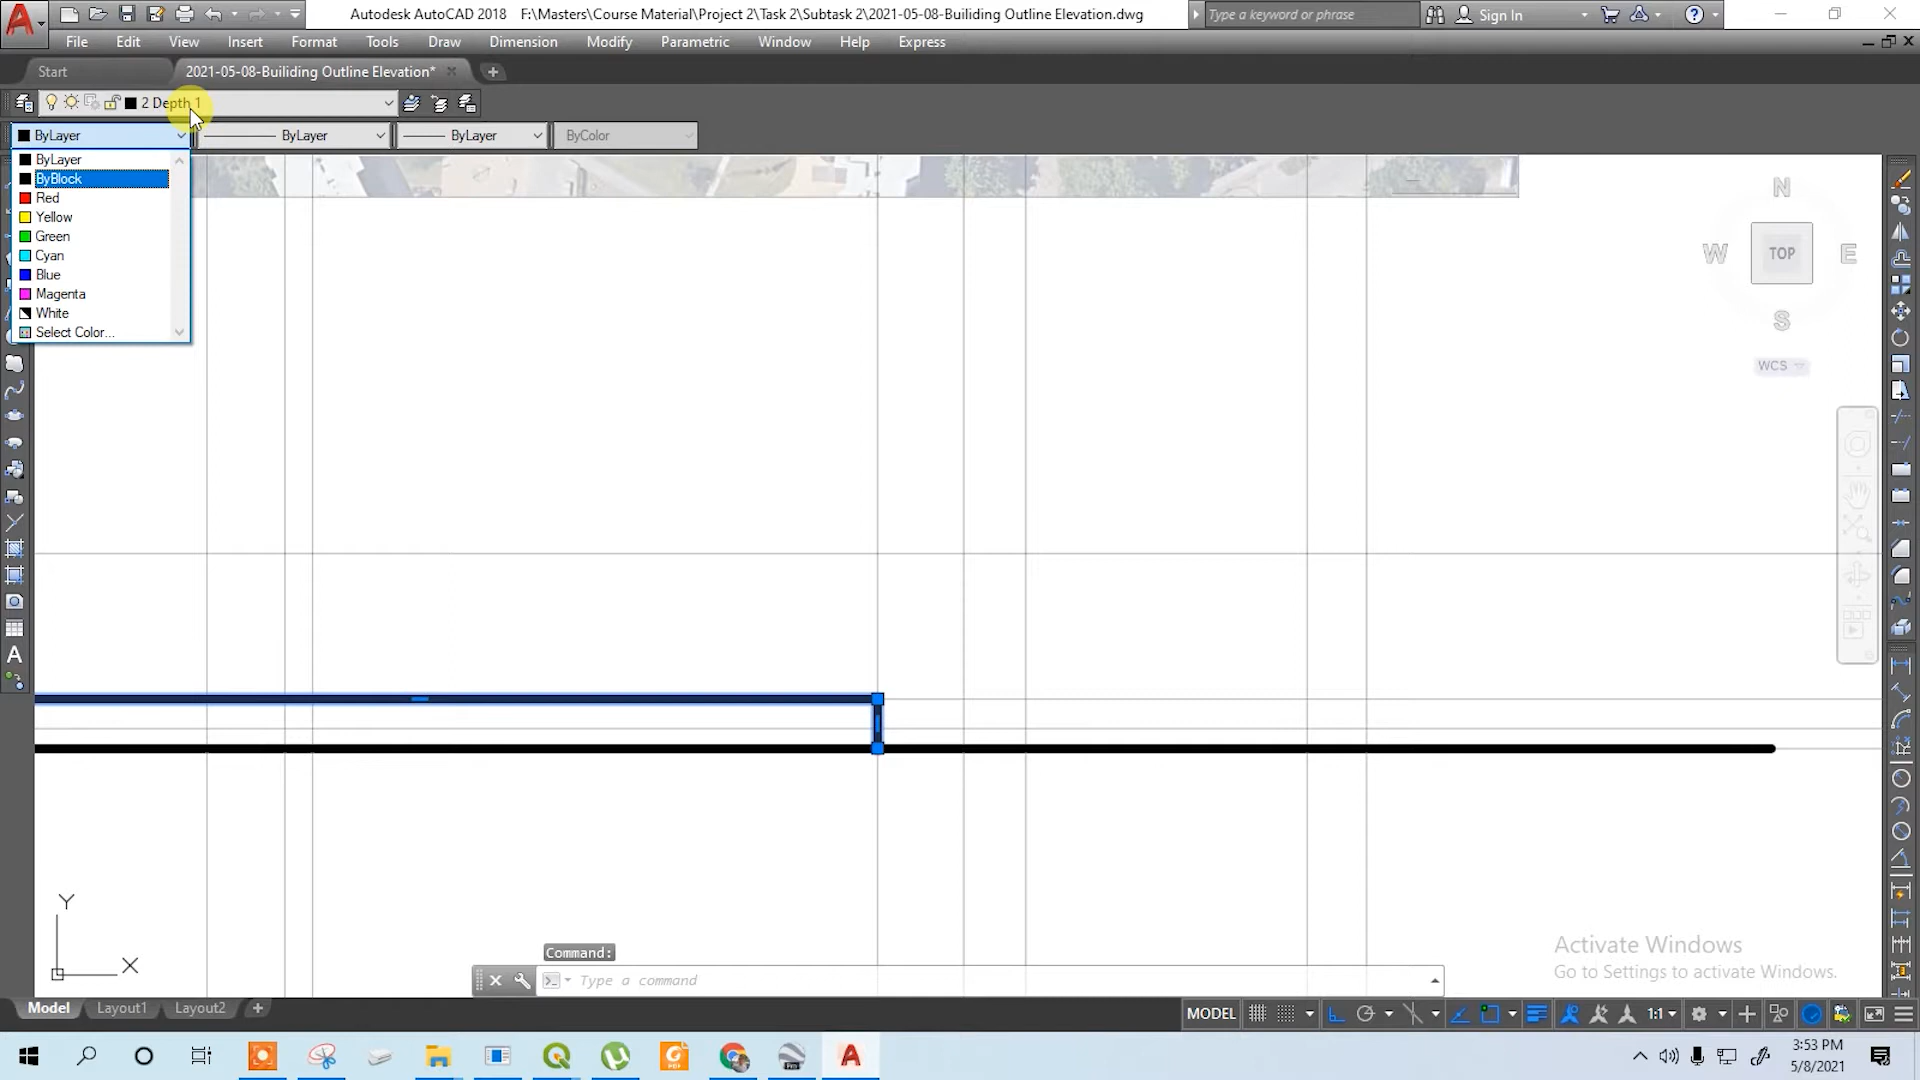 Autodesk AutoCAD 2018 F:\Masters\Course Material\Project 2\Task 2\Subtask 2\2021-05-08-Builiding Outline Elevation.dwg
Type a keyword or phrase
Sign In
File Edit View Insert Format Tools Draw Dimension Modify Parametric Window Help Express
Start
2021-05-08-Builiding Outline Elevation*
2 Depth 1
ByLayer
ByLayer
ByLayer
ByColor
ByLayer
ByBlock
Red
Yellow
Green
Cyan
Blue
Magenta
White
Select Color...
N
W TOP E
S
WCS
Y
X
Command:
Type a command
Activate Windows
Go to Settings to activate Windows.
Model Layout1 Layout2
MODEL
1:1
3:53 PM
5/8/2021